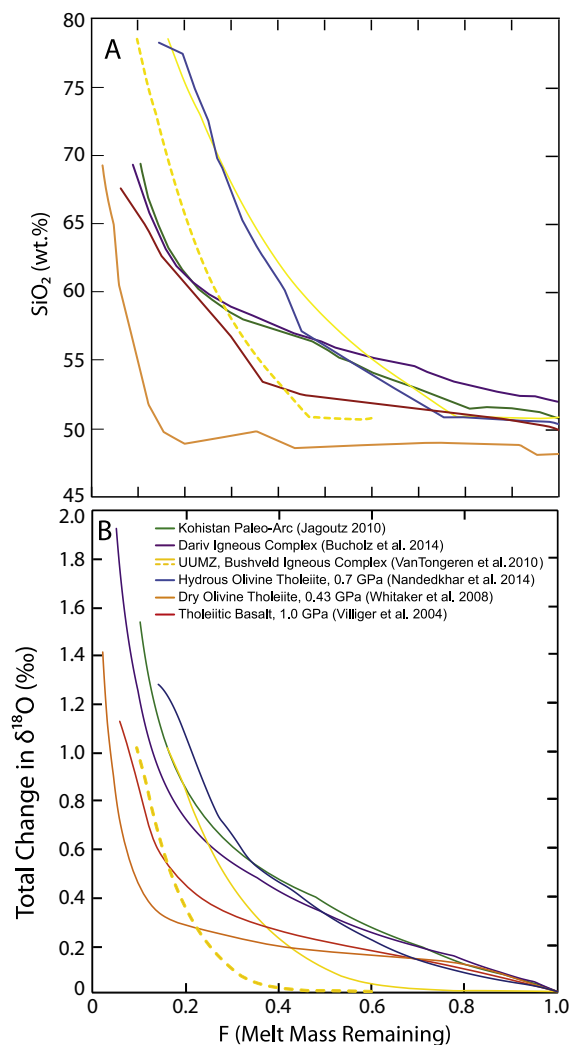 80
A
75
70
65
60
55
50
45
SiO₂ (wt.%)
2.0
B
Kohistan Paleo-Arc (Jagoutz 2010)
Dariv Igneous Complex (Bucholz et al. 2014)
UUMZ, Bushveld Igneous Complex (VanTongeren et al. 2010)
Hydrous Olivine Tholeiite, 0.7 GPa (Nandedkhar et al. 2014)
Dry Olivine Tholeiite, 0.43 GPa (Whitaker et al. 2008)
Tholeiitic Basalt, 1.0 GPa (Villiger et al. 2004)
1.8
1.6
1.4
1.2
1.0
0.8
0.6
0.4
0.2
0
Total Change in δ¹⁸O (‰)
0 0.2 0.4 0.6 0.8 1.0
F (Melt Mass Remaining)